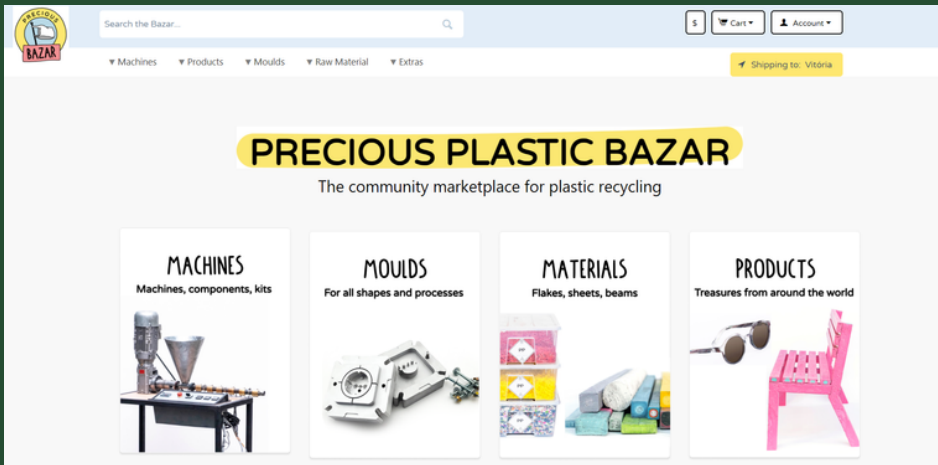 PRECIOUS
BAZAR
Search the Bazar...
$ Cart Account
Machines Products Moulds Raw Material Extras
Shipping to: Vitória
PRECIOUS PLASTIC BAZAR
The community marketplace for plastic recycling
MACHINES
Machines, components, kits
MOULDS
For all shapes and processes
MATERIALS
Flakes, sheets, beams
PRODUCTS
Treasures from around the world
PP
PP